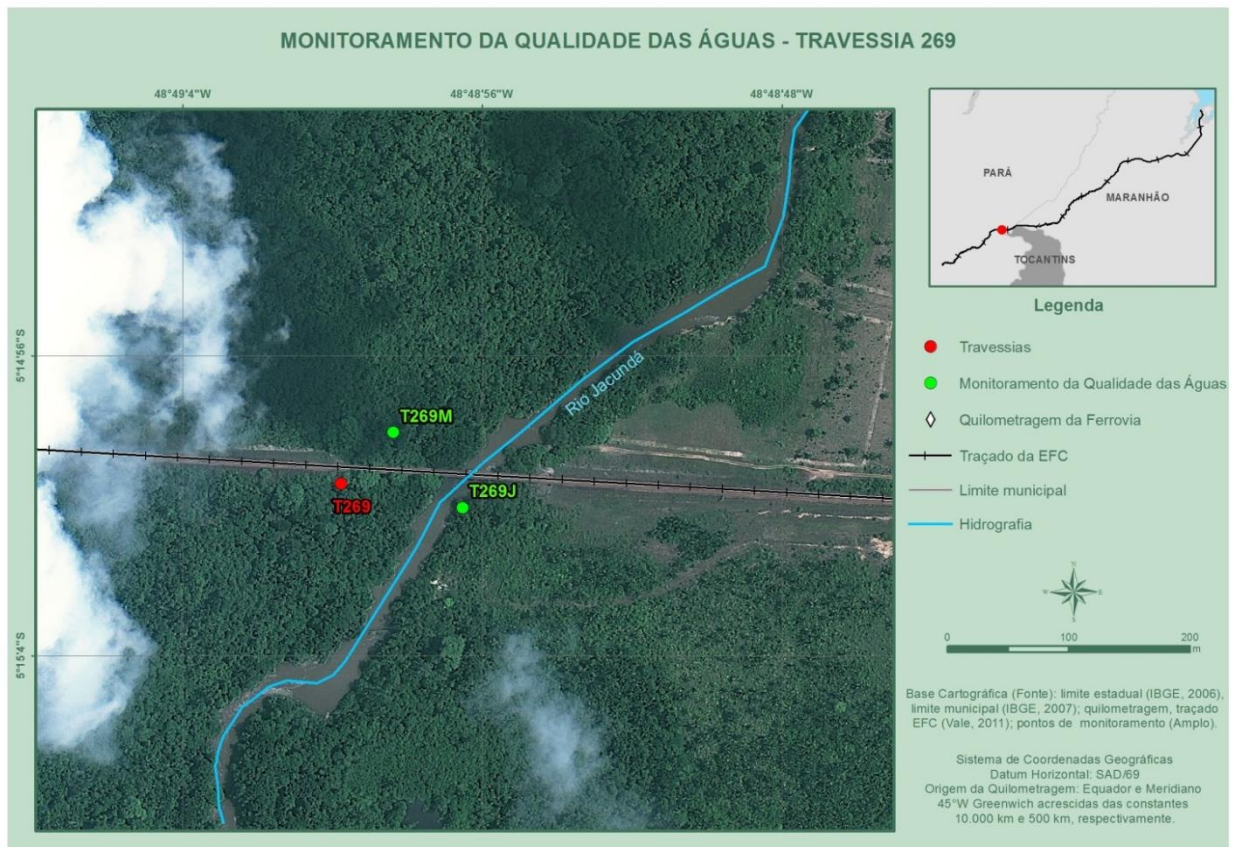 MONITORAMENTO DA QUALIDADE DAS ÁGUAS - TRAVESSIA 269
48°49'4"W
48°48'56"W
48°48'48"W
5°14'56"S
5°15'4"S
Rio Jacundá
T269M
T269
T269J
PARÁ
MARANHÃO
TOCANTINS
Legenda
Travessias
Monitoramento da Qualidade das Águas
Quilometragem da Ferrovia
Traçado da EFC
Limite municipal
Hidrografia
N
W
E
S
0 100 200
m
Base Cartográfica (Fonte): limite estadual (IBGE, 2006),
limite municipal (IBGE, 2007); quilometragem, traçado
EFC (Vale, 2011); pontos de monitoramento (Amplo).
Sistema de Coordenadas Geográficas
Datum Horizontal: SAD/69
Origem da Quilometragem: Equador e Meridiano
45°W Greenwich acrescidas das constantes
10.000 km e 500 km, respectivamente.